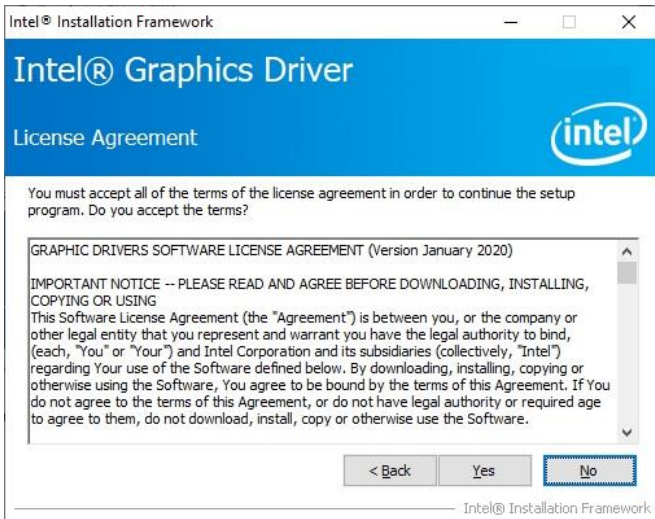 Intel® Installation Framework
Intel® Graphics Driver
License Agreement
intel
You must accept all of the terms of the license agreement in order to continue the setup
program. Do you accept the terms?
GRAPHIC DRIVERS SOFTWARE LICENSE AGREEMENT (Version January 2020)
IMPORTANT NOTICE -- PLEASE READ AND AGREE BEFORE DOWNLOADING, INSTALLING,
COPYING OR USING
This Software License Agreement (the "Agreement") is between you, or the company or
other legal entity that you represent and warrant you have the legal authority to bind,
(each, "You" or "Your") and Intel Corporation and its subsidiaries (collectively, "Intel")
regarding Your use of the Software defined below. By downloading, installing, copying or
otherwise using the Software, You agree to be bound by the terms of this Agreement. If You
do not agree to the terms of this Agreement, or do not have legal authority or required age
to agree to them, do not download, install, copy or otherwise use the Software.
< Back Yes No
Intel® Installation Framework